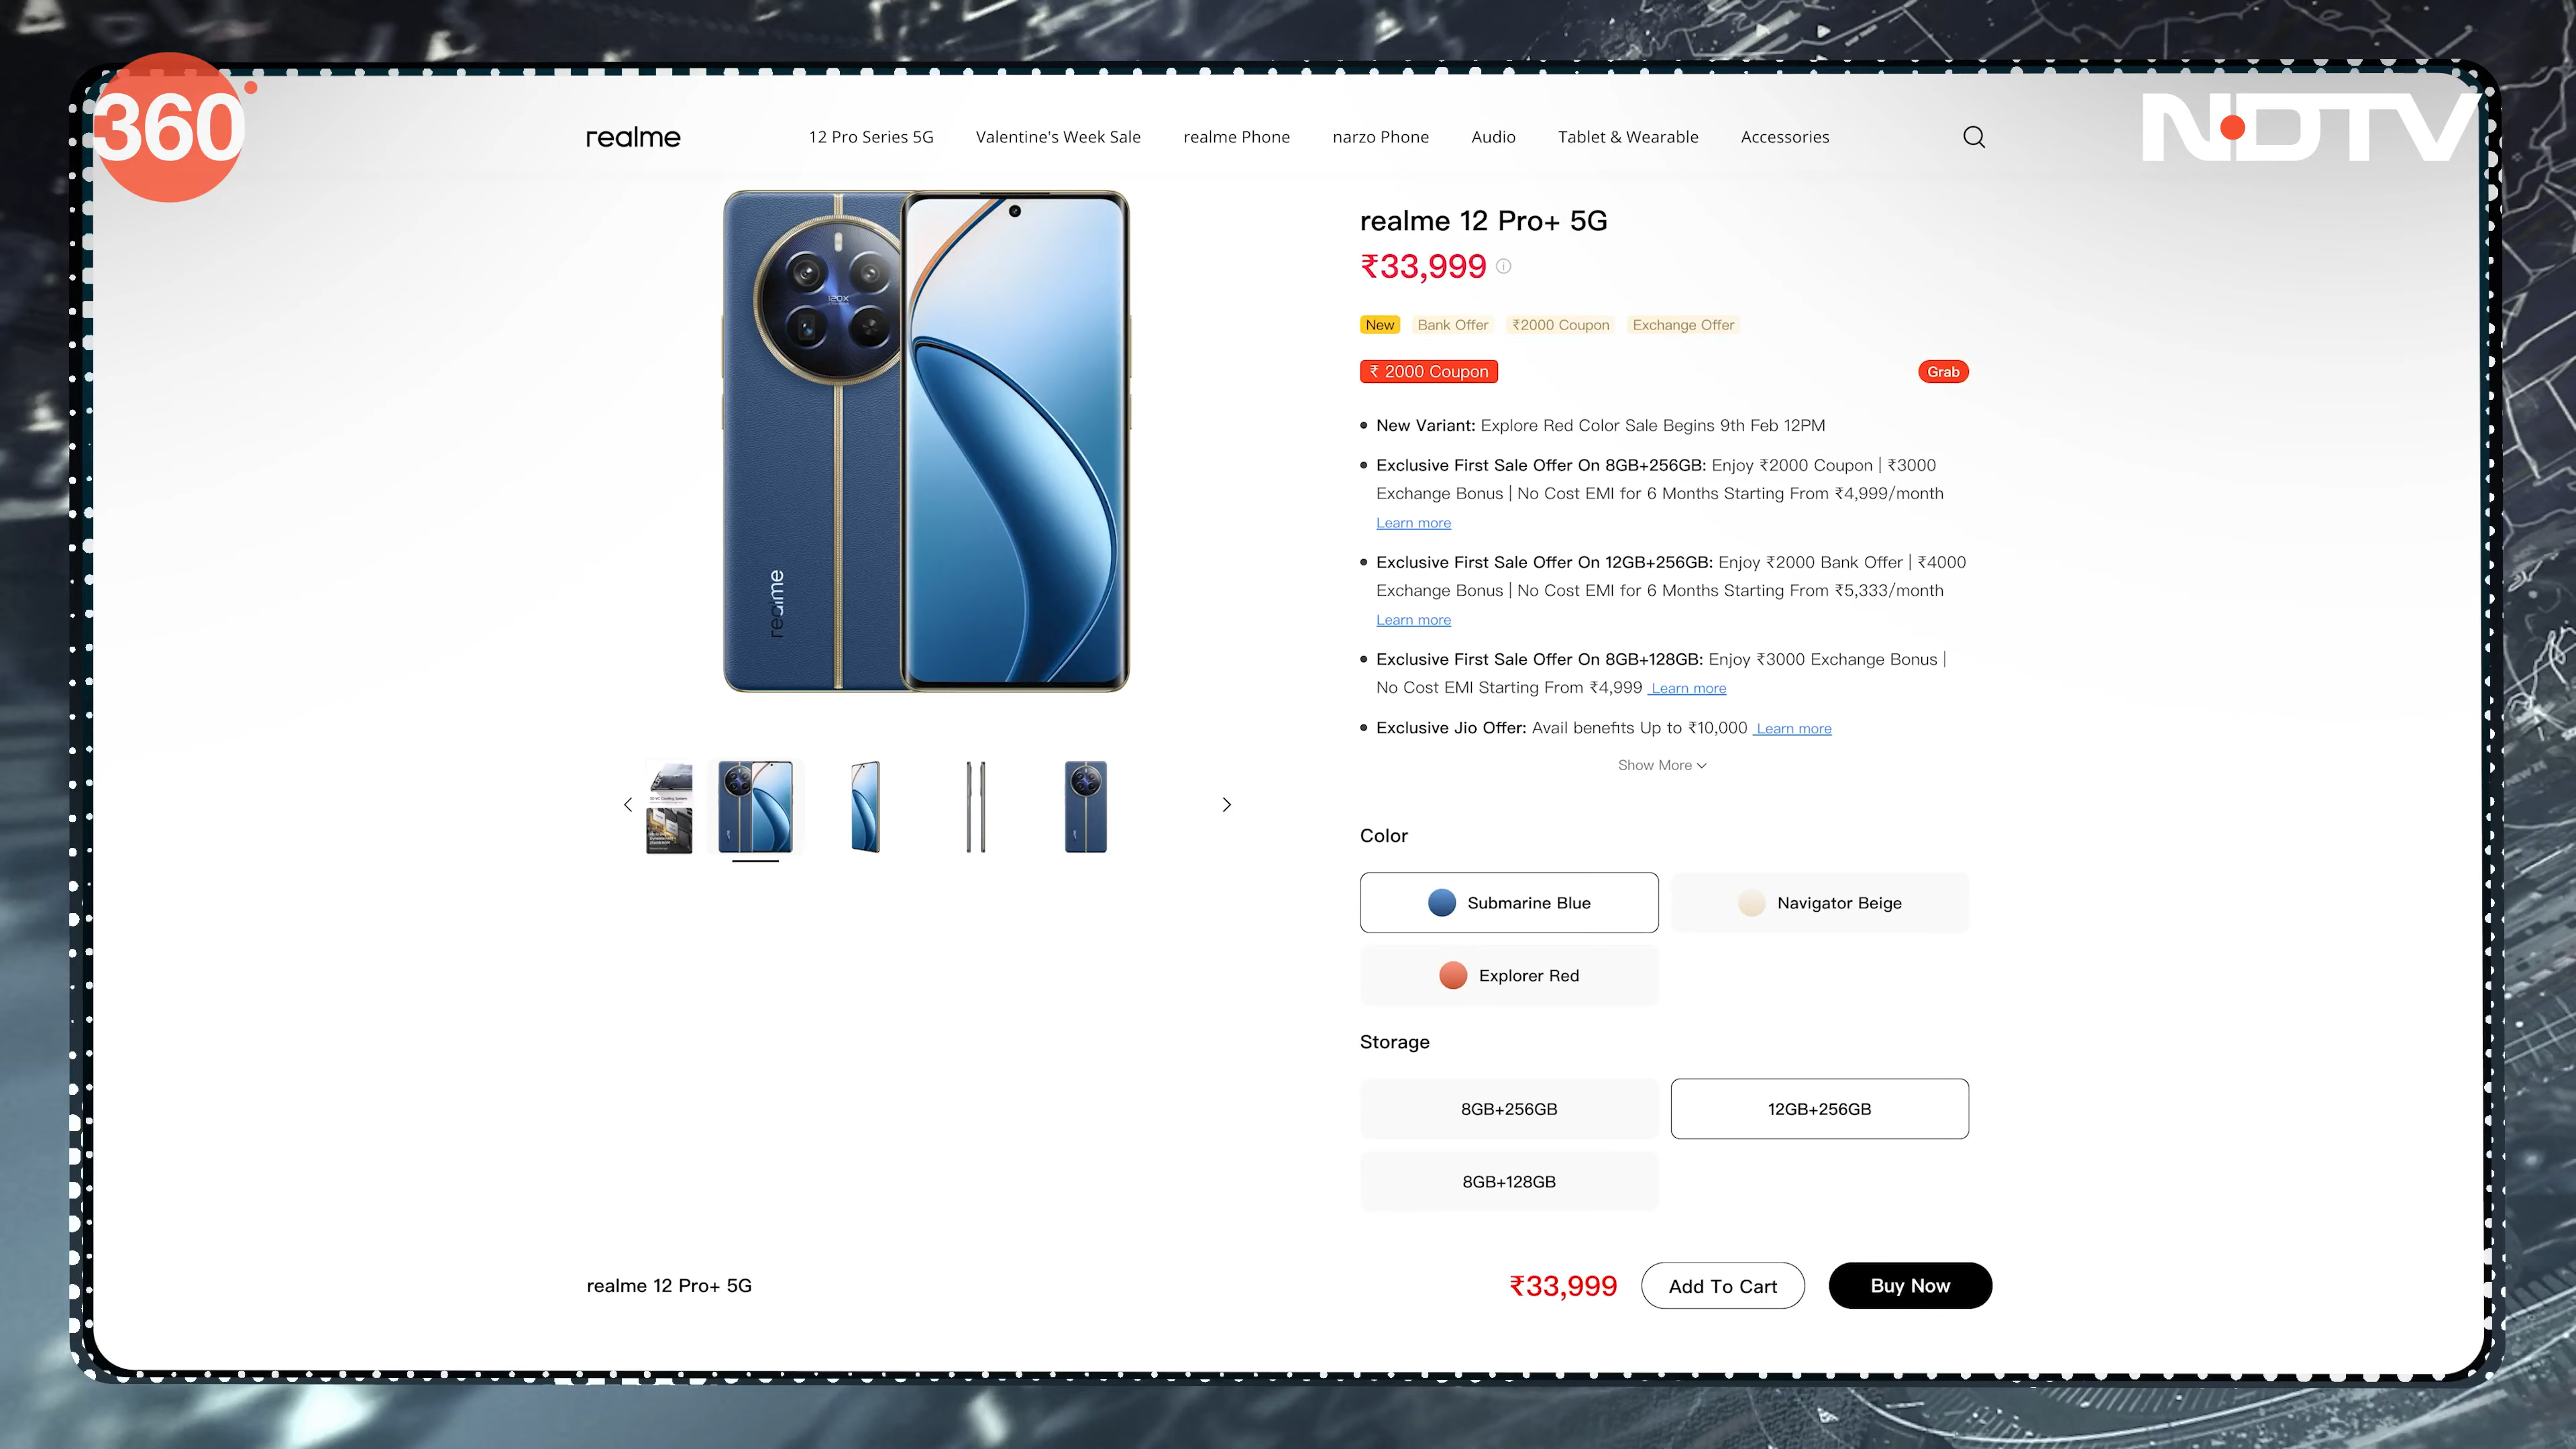 360°
NDTV
realme
12 Pro Series 5G
Valentine's Week Sale
realme Phone
narzo Phone
Audio
Tablet & Wearable
Accessories
120X
realme
realme 12 Pro+ 5G
₹33,999
New
Bank Offer
₹2000 Coupon
Exchange Offer
₹ 2000 Coupon
Grab
New Variant: Explore Red Color Sale Begins 9th Feb 12PM
Exclusive First Sale Offer On 8GB+256GB: Enjoy ₹2000 Coupon | ₹3000
Exchange Bonus | No Cost EMI for 6 Months Starting From ₹4,999/month
Learn more
Exclusive First Sale Offer On 12GB+256GB: Enjoy ₹2000 Bank Offer | ₹4000
Exchange Bonus | No Cost EMI for 6 Months Starting From ₹5,333/month
Learn more
Exclusive First Sale Offer On 8GB+128GB: Enjoy ₹3000 Exchange Bonus |
No Cost EMI Starting From ₹4,999 Learn more
Exclusive Jio Offer: Avail benefits Up to ₹10,000 Learn more
Show More
Color
Submarine Blue
Navigator Beige
Explorer Red
Storage
8GB+256GB
12GB+256GB
8GB+128GB
realme 12 Pro+ 5G
₹33,999
Add To Cart
Buy Now